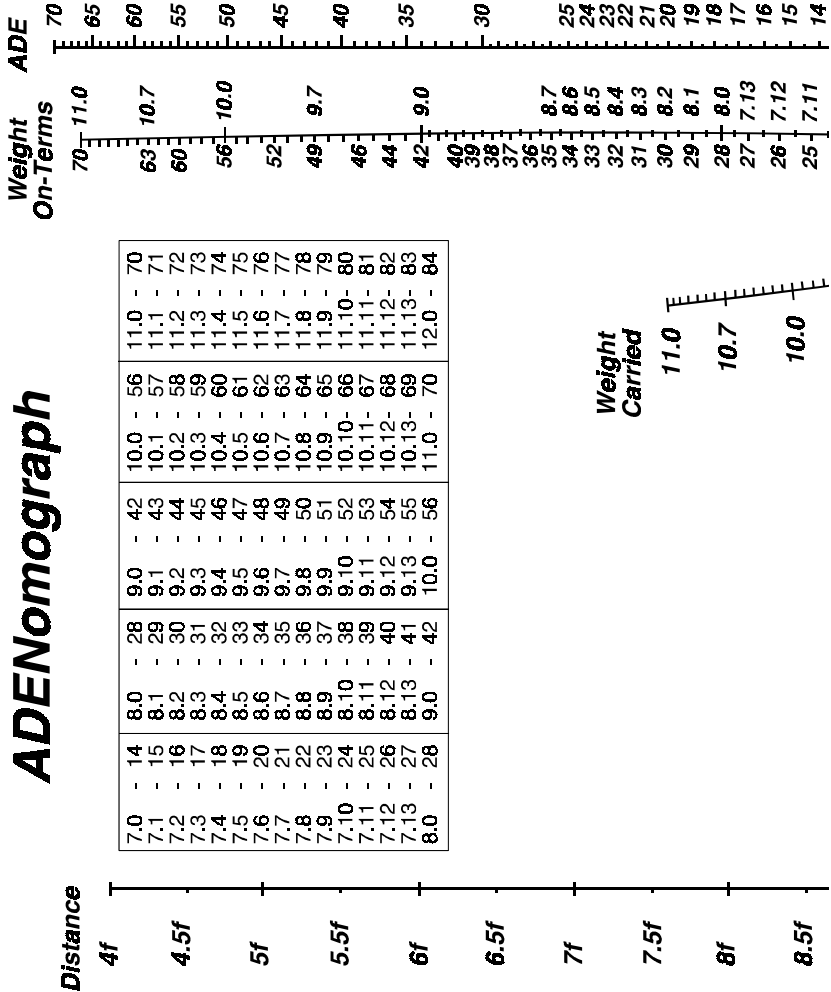 ADENomograph
Distance
4f
4.5f
5f
5.5f
6f
6.5f
7f
7.5f
8f
8.5f
7.0 - 14 8.0 - 28 9.0 - 42 10.0 - 56 11.0 - 70
7.1 - 15 8.1 - 29 9.1 - 43 10.1 - 57 11.1 - 71
7.2 - 16 8.2 - 30 9.2 - 44 10.2 - 58 11.2 - 72
7.3 - 17 8.3 - 31 9.3 - 45 10.3 - 59 11.3 - 73
7.4 - 18 8.4 - 32 9.4 - 46 10.4 - 60 11.4 - 74
7.5 - 19 8.5 - 33 9.5 - 47 10.5 - 61 11.5 - 75
7.6 - 20 8.6 - 34 9.6 - 48 10.6 - 62 11.6 - 76
7.7 - 21 8.7 - 35 9.7 - 49 10.7 - 63 11.7 - 77
7.8 - 22 8.8 - 36 9.8 - 50 10.8 - 64 11.8 - 78
7.9 - 23 8.9 - 37 9.9 - 51 10.9 - 65 11.9 - 79
7.10 - 24 8.10 - 38 9.10 - 52 10.10 - 66 11.10 - 80
7.11 - 25 8.11 - 39 9.11 - 53 10.11 - 67 11.11 - 81
7.12 - 26 8.12 - 40 9.12 - 54 10.12 - 68 11.12 - 82
7.13 - 27 8.13 - 41 9.13 - 55 10.13 - 69 11.13 - 83
8.0 - 28 9.0 - 42 10.0 - 56 11.0 - 70 12.0 - 84
Weight
Carried
11.0
10.7
10.0
Weight
On-Terms
70 11.0
63 10.7
60
56 10.0
52
49 9.7
46
44
42 9.0
40
39
38
37
36
35 8.7
34 8.6
33 8.5
32 8.4
31 8.3
30 8.2
29 8.1
28 8.0
27 7.13
26 7.12
25 7.11
ADE
70
65
60
55
50
45
40
35
30
25
24
23
22
21
20
19
18
17
16
15
14